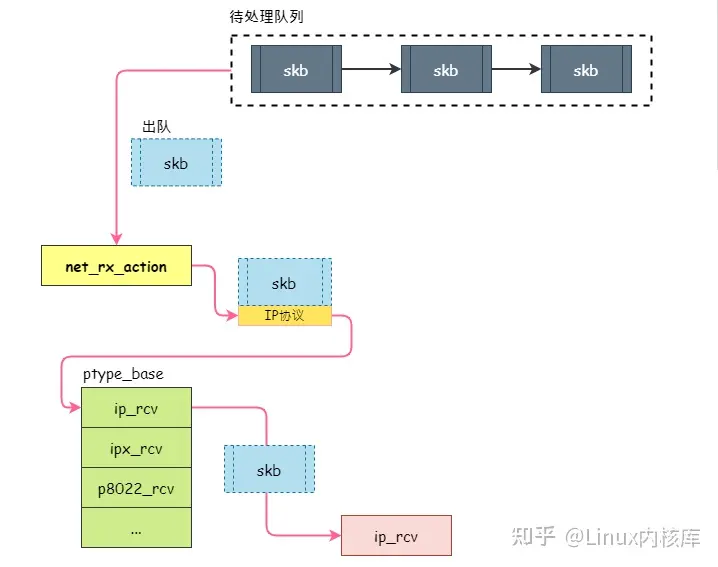 待处理队列
skb
skb
skb
出队
skb
net_rx_action
skb
IP协议
ptype_base
ip_rcv
ipx_rcv
p8022_rcv
...
skb
ip_rcv
知乎 @Linux内核库